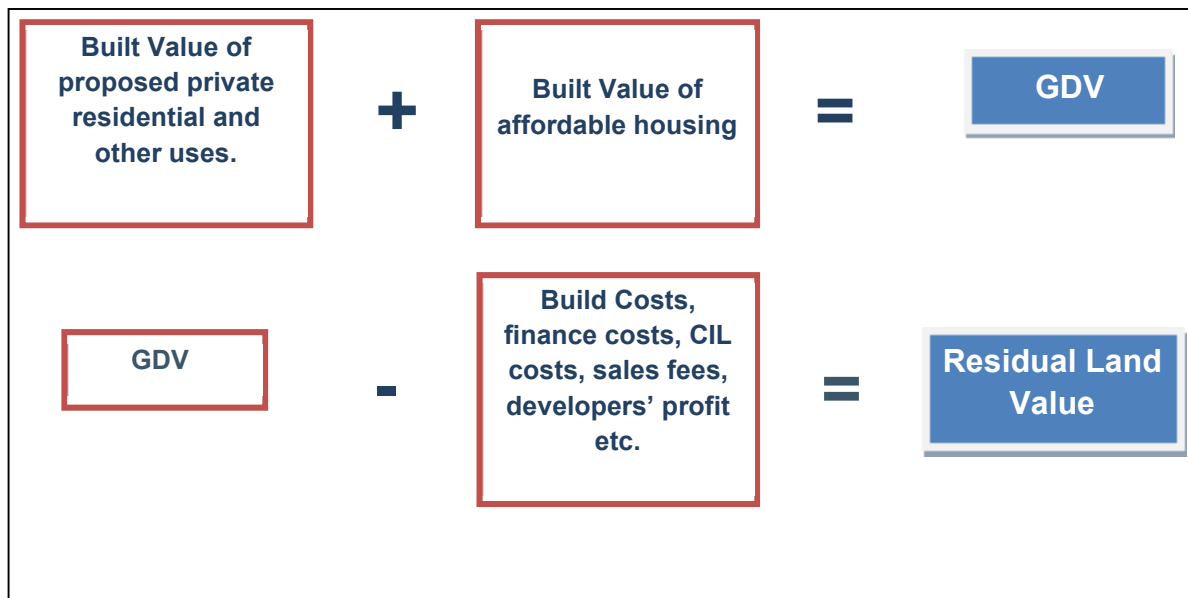 Built Value of
proposed private
residential and
other uses.
+
Built Value of
affordable housing
=
GDV
GDV
-
Build Costs,
finance costs, CIL
costs, sales fees,
developers’ profit
etc.
=
Residual Land
Value